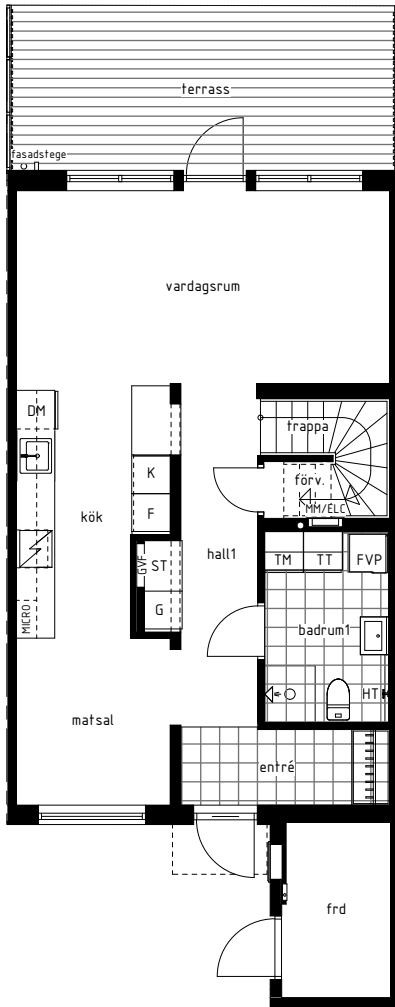 terrass
fasadstege
vardagsrum
DM
trappa
K
förv.
kök
F
MM/ELC
hall1
GVF
ST
TM
TT
FVP
G
MICRO
badrum1
HT
matsal
entré
frd